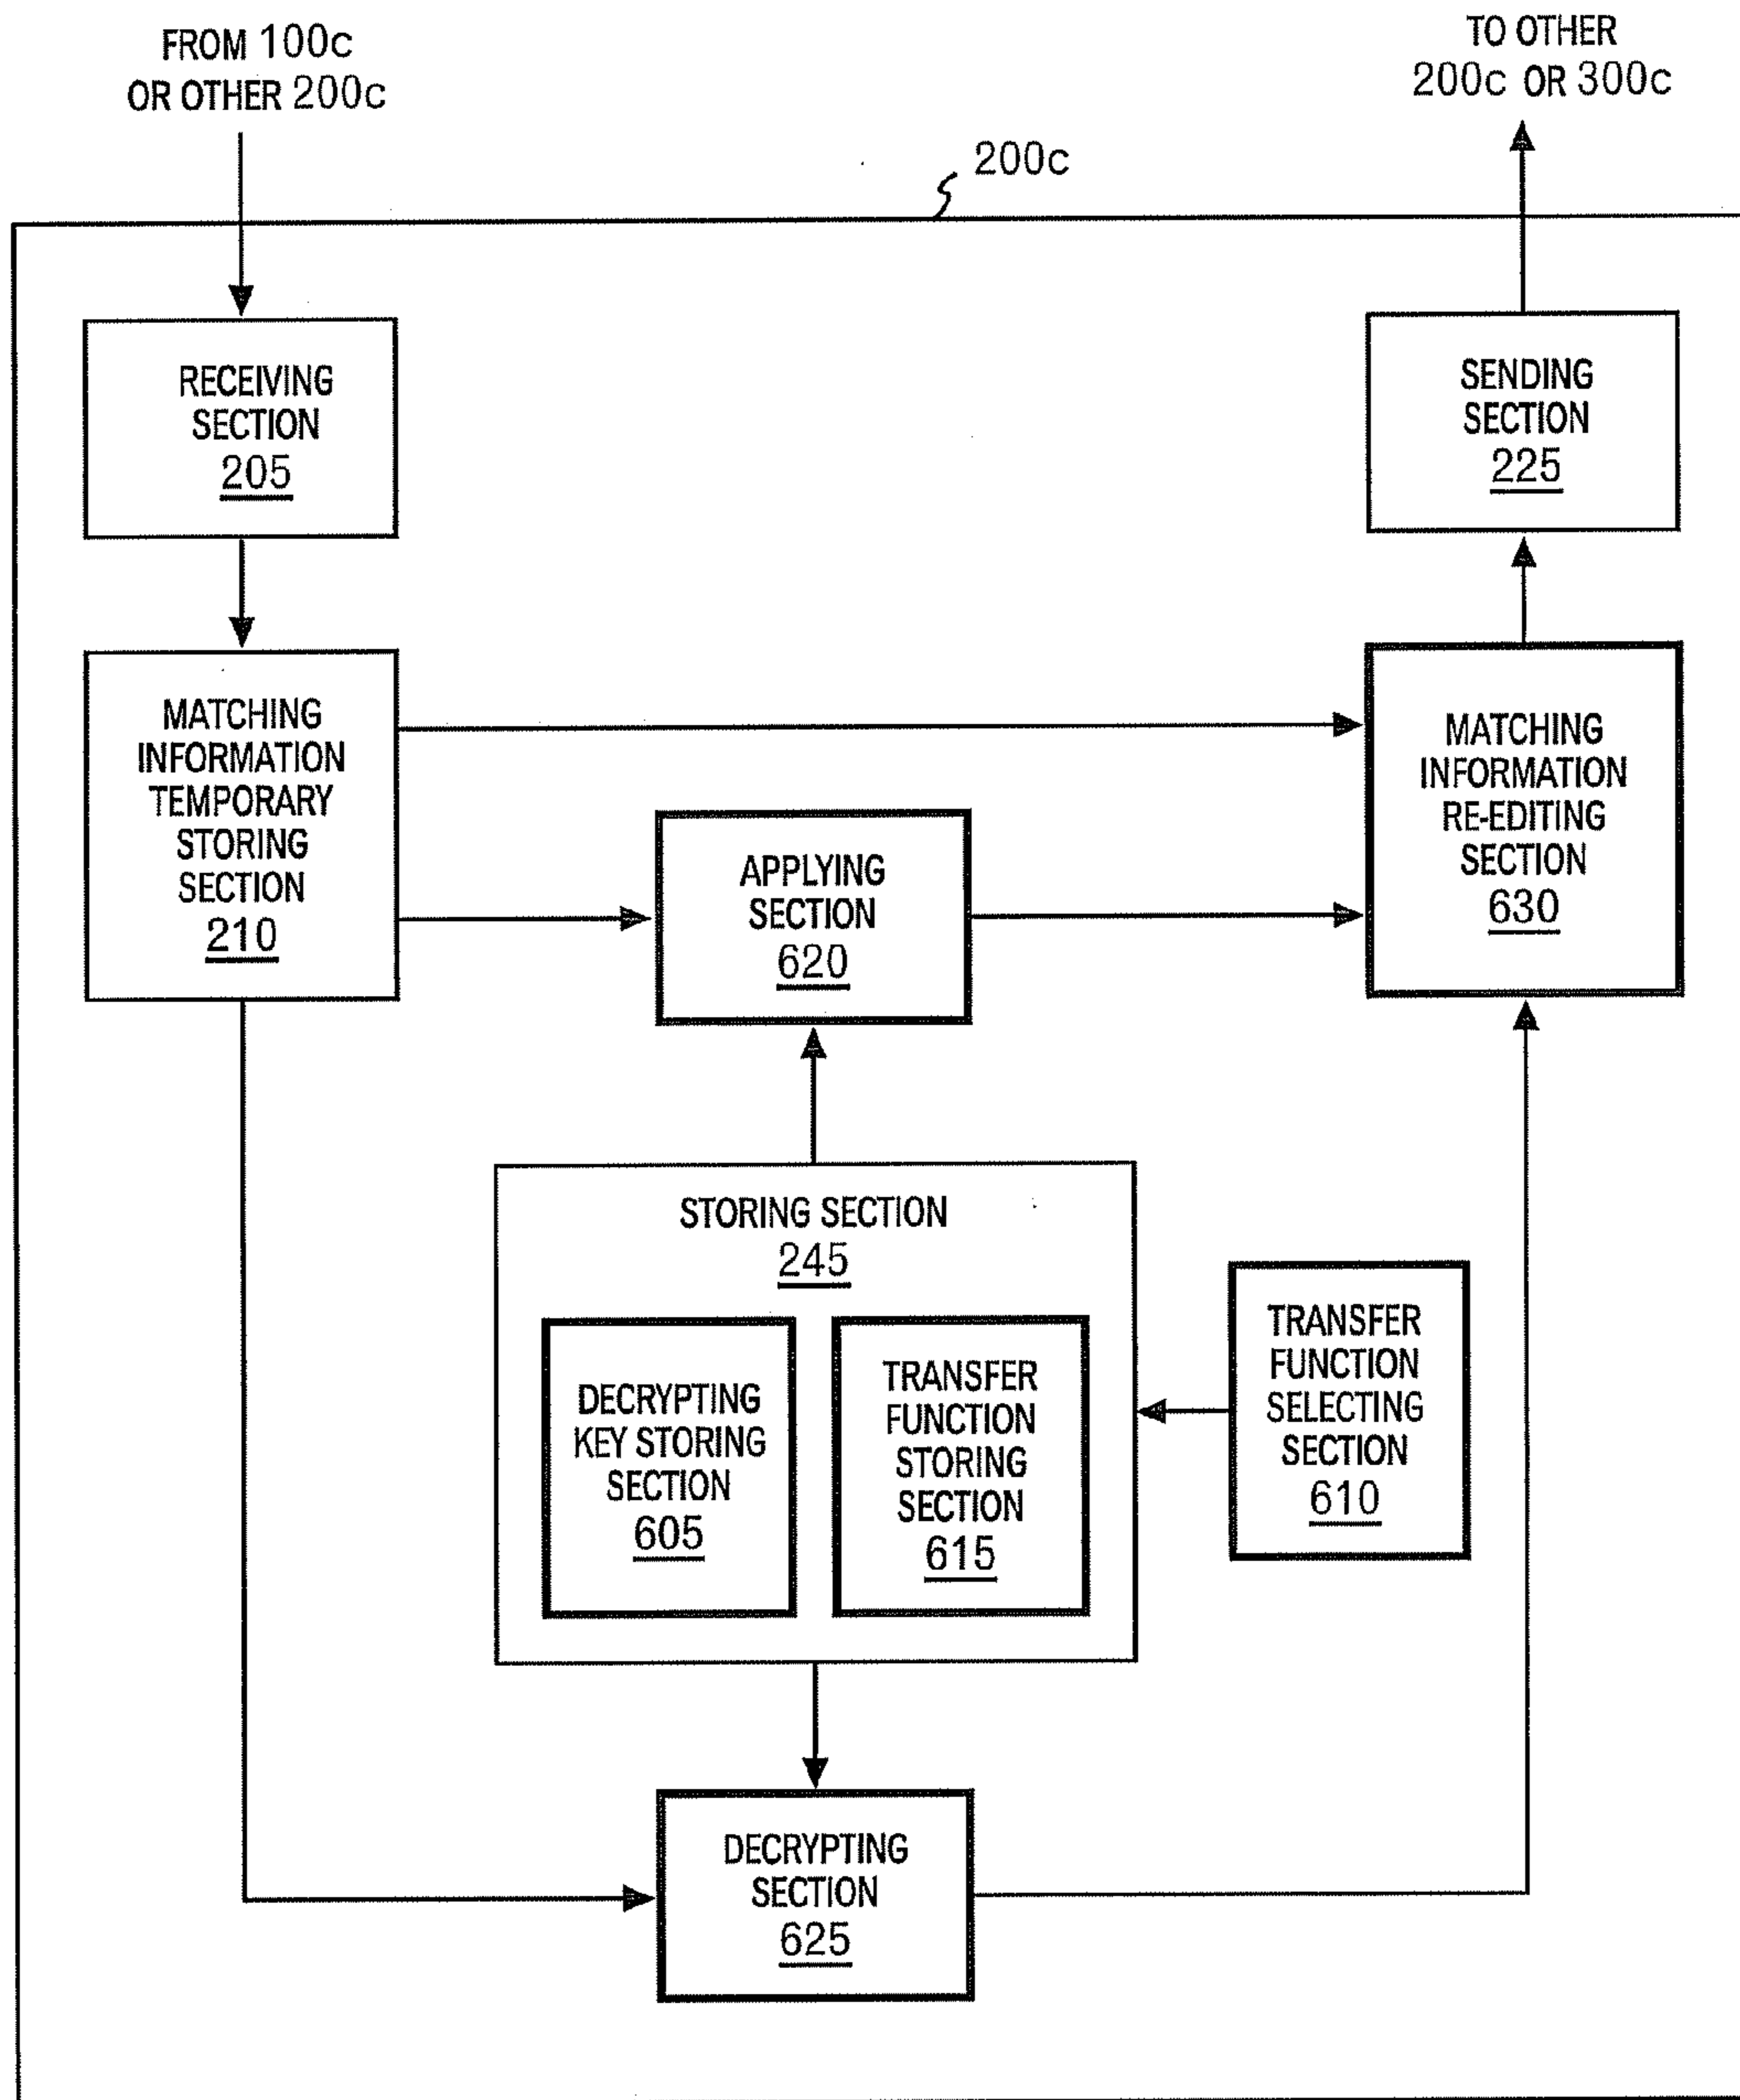 FROM 100c
OR OTHER 200c
TO OTHER
200c OR 300c
200c
RECEIVING
SECTION
205
SENDING
SECTION
225
MATCHING
INFORMATION
TEMPORARY
STORING
SECTION
210
APPLYING
SECTION
620
MATCHING
INFORMATION
RE-EDITING
SECTION
630
STORING SECTION
245
DECRYPTING
KEY STORING
SECTION
605
TRANSFER
FUNCTION
STORING
SECTION
615
TRANSFER
FUNCTION
SELECTING
SECTION
610
DECRYPTING
SECTION
625